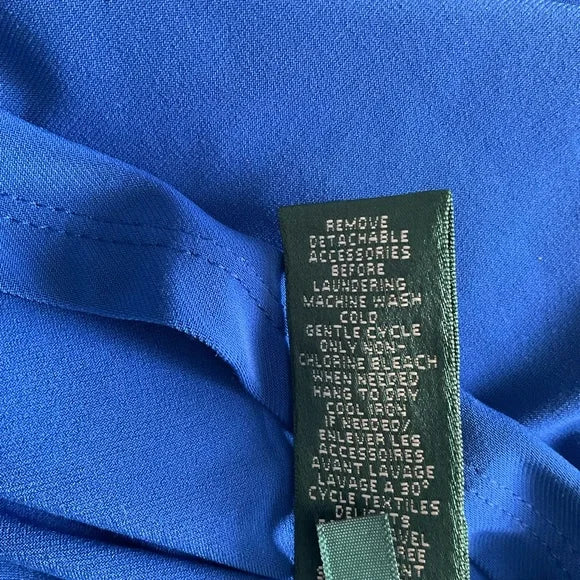 REMOVE
DETACHABLE
ACCESSORIES
BEFORE
LAUNDERING
MACHINE WASH
COLD
GENTLE CYCLE
ONLY NON-
CHLORINE BLEACH
WHEN NEEDED
HANG TO DRY
COOL IRON
IF NEEDED/
ENLEVER LES
ACCESSOIRES
AVANT LAVAGE
LAVAGE A 30°
CYCLE TEXTILES